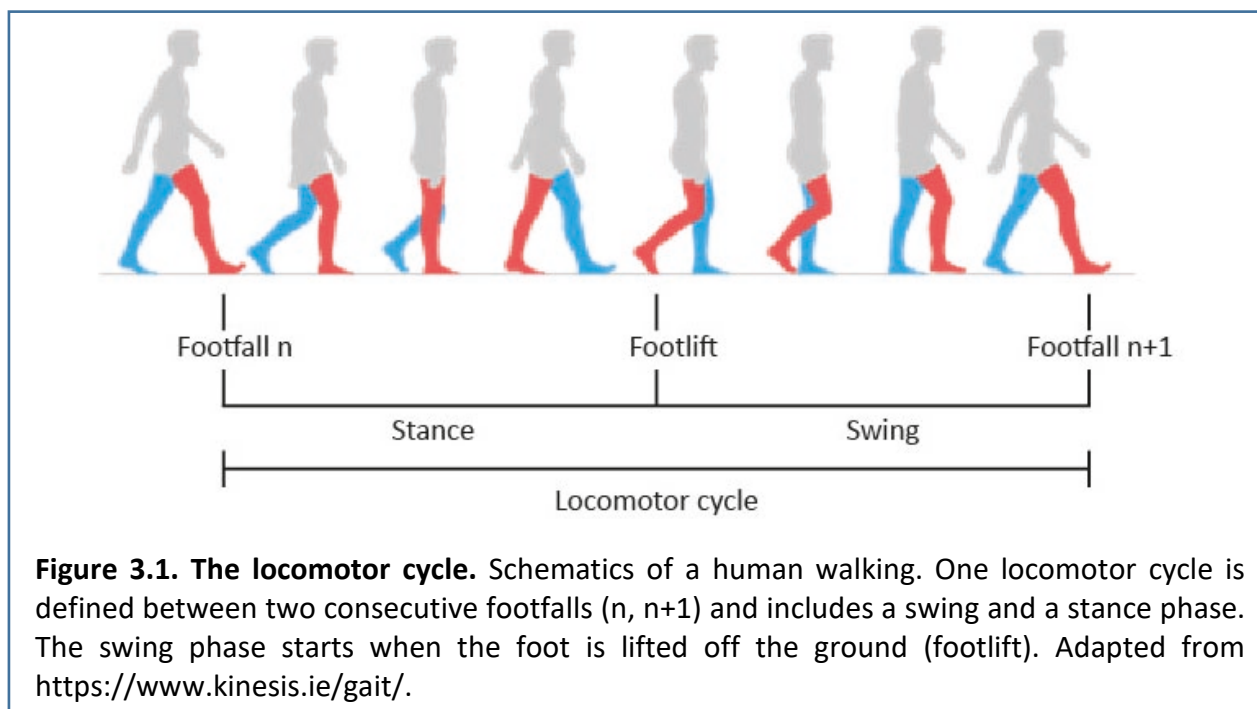 Footfall n Footlift Footfall n+1
Stance Swing
Locomotor cycle
Figure 3.1. The locomotor cycle. Schematics of a human walking. One locomotor cycle is
defined between two consecutive footfalls (n, n+1) and includes a swing and a stance phase.
The swing phase starts when the foot is lifted off the ground (footlift). Adapted from
https://www.kinesis.ie/gait/.